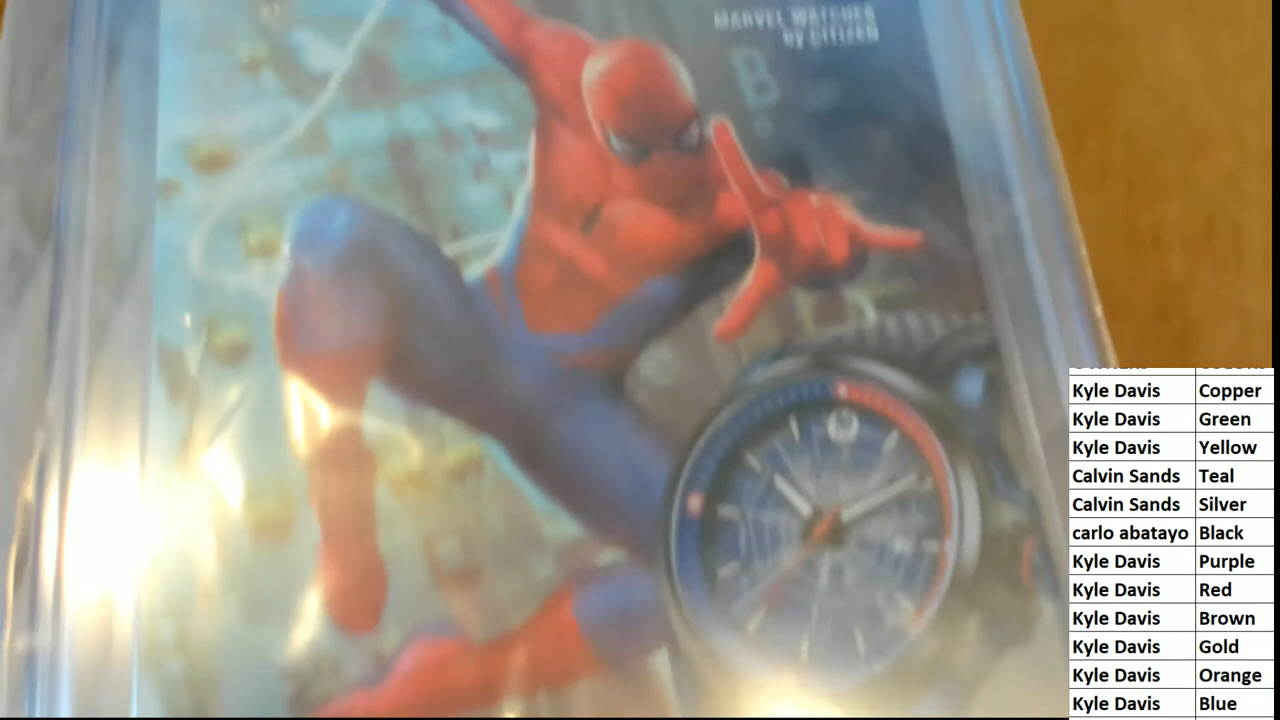 MARVEL WATCHES
by CITIZEN
Kyle Davis Copper
Kyle Davis Green
Kyle Davis Yellow
Calvin Sands Teal
Calvin Sands Silver
carlo abatayo Black
Kyle Davis Purple
Kyle Davis Red
Kyle Davis Brown
Kyle Davis Gold
Kyle Davis Orange
Kyle Davis Blue